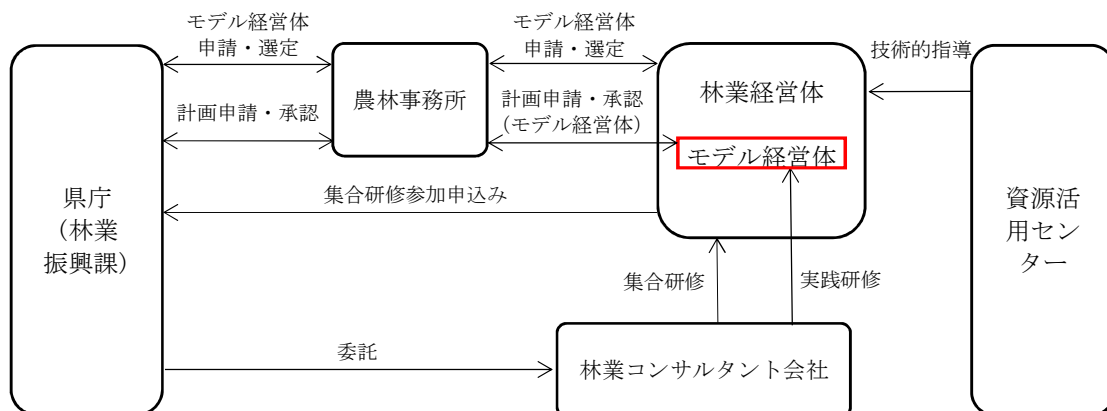 モデル経営体
申請・選定
モデル経営体
申請・選定
技術的指導
農林事務所
林業経営体
計画申請・承認
計画申請・承認
(モデル経営体)
モデル経営体
県庁
(林業
振興課)
集合研修参加申込み
資源活
用セン
ター
集合研修
実践研修
委託
林業コンサルタント会社